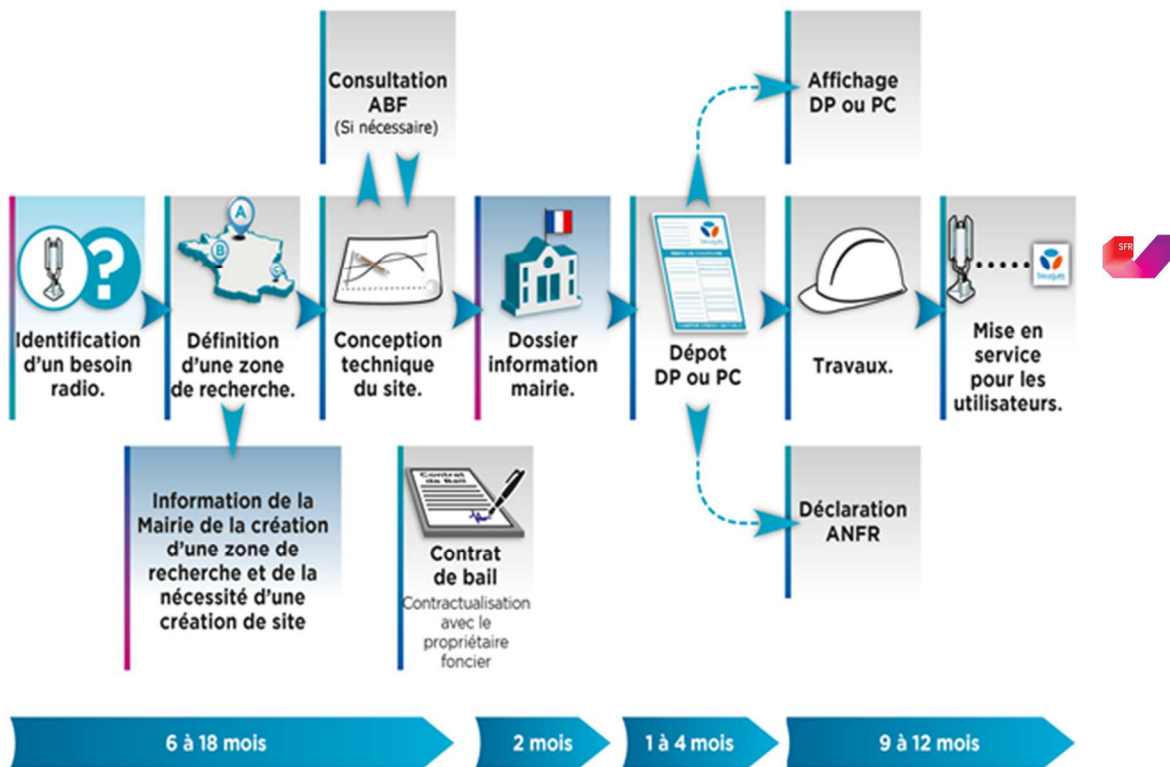 Consultation
ABF
(Si nécessaire)
Affichage
DP ou PC
A
B
C
Identification
d'un besoin
radio.
Définition
d'une zone
de recherche.
Conception
technique
du site.
Dossier
information
mairie.
Dépot
DP ou PC
Travaux.
Mise en
service
pour les
utilisateurs.
SFR
Information de la
Mairie de la création
d'une zone de
recherche et de la
nécessité d'une
création de site
Contrat
de Bail
Contrat
de bail
Contractualisation
avec le
propriétaire
foncier
Déclaration
ANFR
6 à 18 mois
2 mois
1 à 4 mois
9 à 12 mois